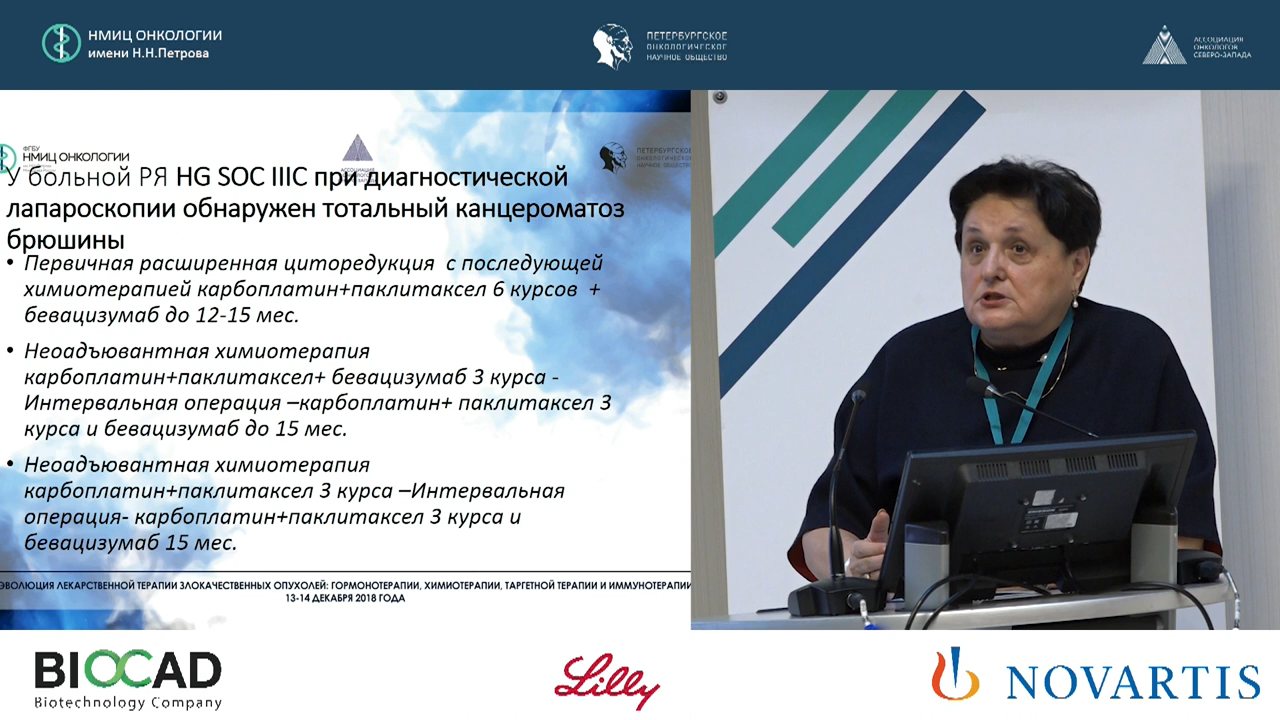 НМИЦ ОНКОЛОГИИ
имени Н.Н.Петрова
ПЕТЕРБУРГСКОЕ
ОНКОЛОГИЧЕСКОЕ
НАУЧНОЕ ОБЩЕСТВО
АССОЦИАЦИЯ
ОНКОЛОГОВ
СЕВЕРО-ЗАПАДА
ФГБУ
НМИЦ ОНКОЛОГИИ
ПЕТЕРБУРГСКОЕ
ОНКОЛОГИЧЕСКОЕ
НАУЧНОЕ ОБЩЕСТВО
У больной РЯ HG SOC IIIC при диагностической
лапароскопии обнаружен тотальный канцероматоз
брюшины
• Первичная расширенная циторедукция с последующей
химиотерапией карбоплатин+паклитаксел 6 курсов +
бевацизумаб до 12-15 мес.
• Неоадъювантная химиотерапия
карбоплатин+паклитаксел+ бевацизумаб 3 курса -
Интервальная операция –карбоплатин+ паклитаксел 3
курса и бевацизумаб до 15 мес.
• Неоадъювантная химиотерапия
карбоплатин+паклитаксел 3 курса –Интервальная
операция- карбоплатин+паклитаксел 3 курса и
бевацизумаб 15 мес.
ЭВОЛЮЦИЯ ЛЕКАРСТВЕННОЙ ТЕРАПИИ ЗЛОКАЧЕСТВЕННЫХ ОПУХОЛЕЙ: ГОРМОНОТЕРАПИИ, ХИМИОТЕРАПИИ, ТАРГЕТНОЙ ТЕРАПИИ И ИММУНОТЕРАПИИ
13-14 ДЕКАБРЯ 2018 ГОДА
BIOCAD
Biotechnology Company
Lilly
NOVARTIS